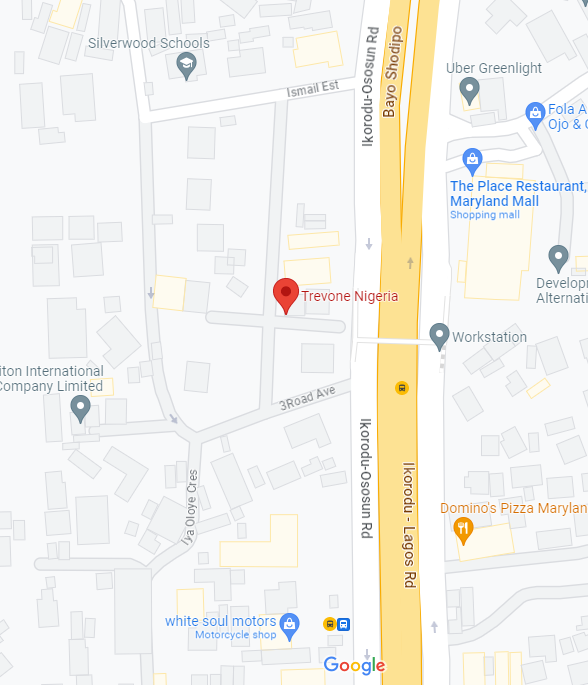 Silverwood Schools
Ismail Est
Ikorodu-Ososun Rd
Bayo Shodipo
Uber Greenlight
Fola A
Ojo & C
The Place Restaurant,
Maryland Mall
Shopping mall
Trevone Nigeria
Develop
Alternati
Workstation
iton International
Company Limited
3Road Ave
Ikorodu-Ososun Rd
Ikorodu - Lagos Rd
Iya Oloye Cres
Domino's Pizza Marylan
white soul motors
Motorcycle shop
Google